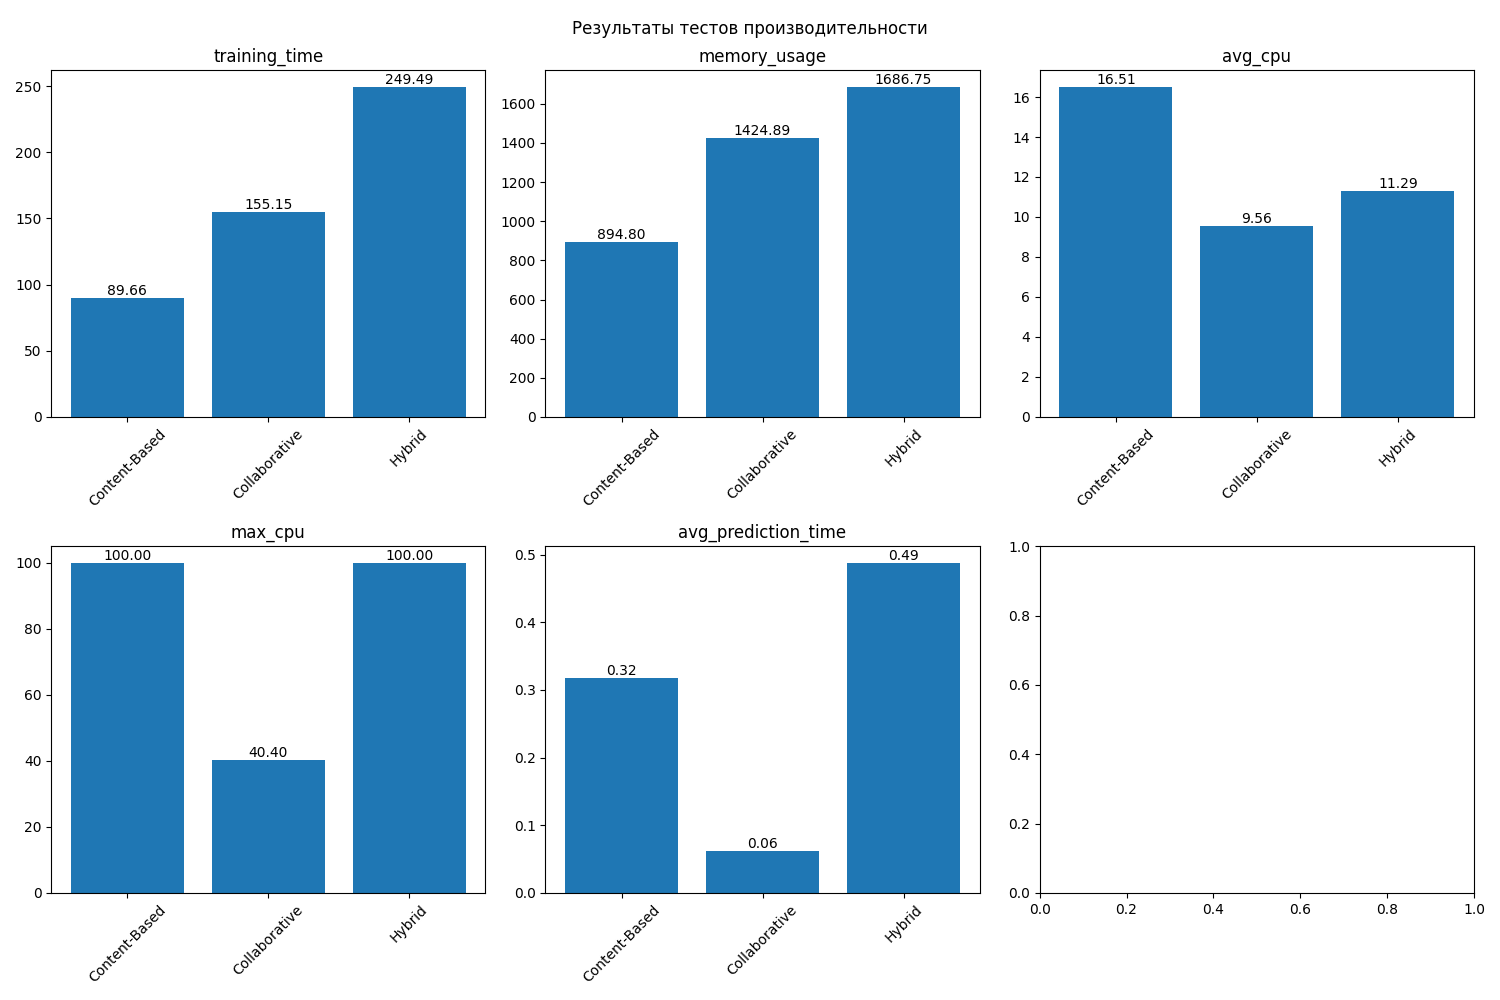 Результаты тестов производительности
training_time
250
200
150
100
50
0
89.66
155.15
249.49
Content-Based
Collaborative
Hybrid
memory_usage
1600
1400
1200
1000
800
600
400
200
0
894.80
1424.89
1686.75
Content-Based
Collaborative
Hybrid
avg_cpu
16
14
12
10
8
6
4
2
0
16.51
9.56
11.29
Content-Based
Collaborative
Hybrid
max_cpu
100
80
60
40
20
0
100.00
40.40
100.00
Content-Based
Collaborative
Hybrid
avg_prediction_time
0.5
0.4
0.3
0.2
0.1
0.0
0.32
0.06
0.49
Content-Based
Collaborative
Hybrid
1.0
0.8
0.6
0.4
0.2
0.0
0.0 0.2 0.4 0.6 0.8 1.0